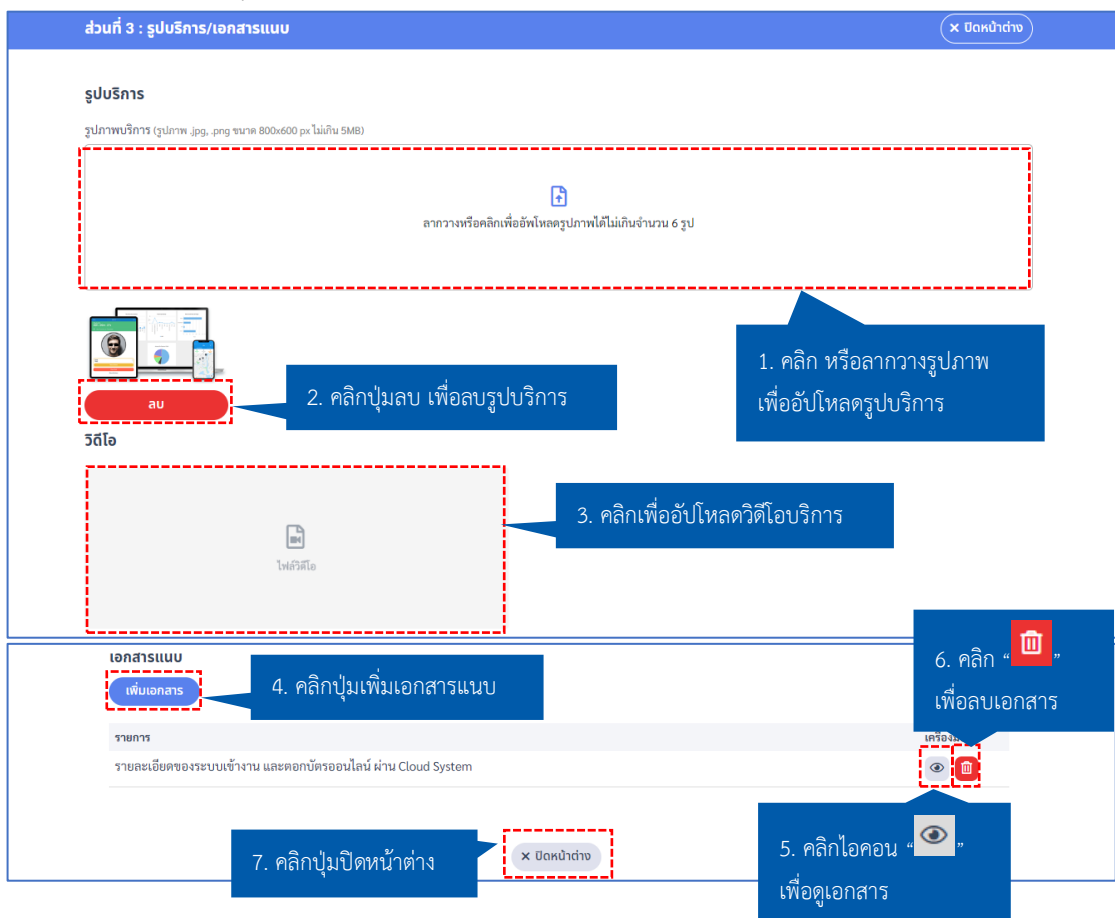 ส่วนที่ 3 : รูปบริการ/เอกสารแนบ
× ปิดหน้าต่าง
รูปบริการ
รูปภาพบริการ (รูปภาพ .jpg, .png ขนาด 800x600 px ไม่เกิน 5MB)
ลากวางหรือคลิกเพื่ออัพโหลดรูปภาพได้ไม่เกินจำนวน 6 รูป
1. คลิก หรือลากวางรูปภาพ
เพื่ออัปโหลดรูปบริการ
2. คลิกปุ่มลบ เพื่อลบรูปบริการ
ลบ
วิดีโอ
3. คลิกเพื่ออัปโหลดวิดีโอบริการ
ไฟล์วิดีโอ
เอกสารแนบ
เพิ่มเอกสาร
4. คลิกปุ่มเพิ่มเอกสารแนบ
6. คลิก “ ”
เพื่อลบเอกสาร
รายการ
รายละเอียดของระบบเข้างาน และตอกบัตรออนไลน์ ผ่าน Cloud System
5. คลิกไอคอน “ ”
เพื่อดูเอกสาร
7. คลิกปุ่มปิดหน้าต่าง
× ปิดหน้าต่าง